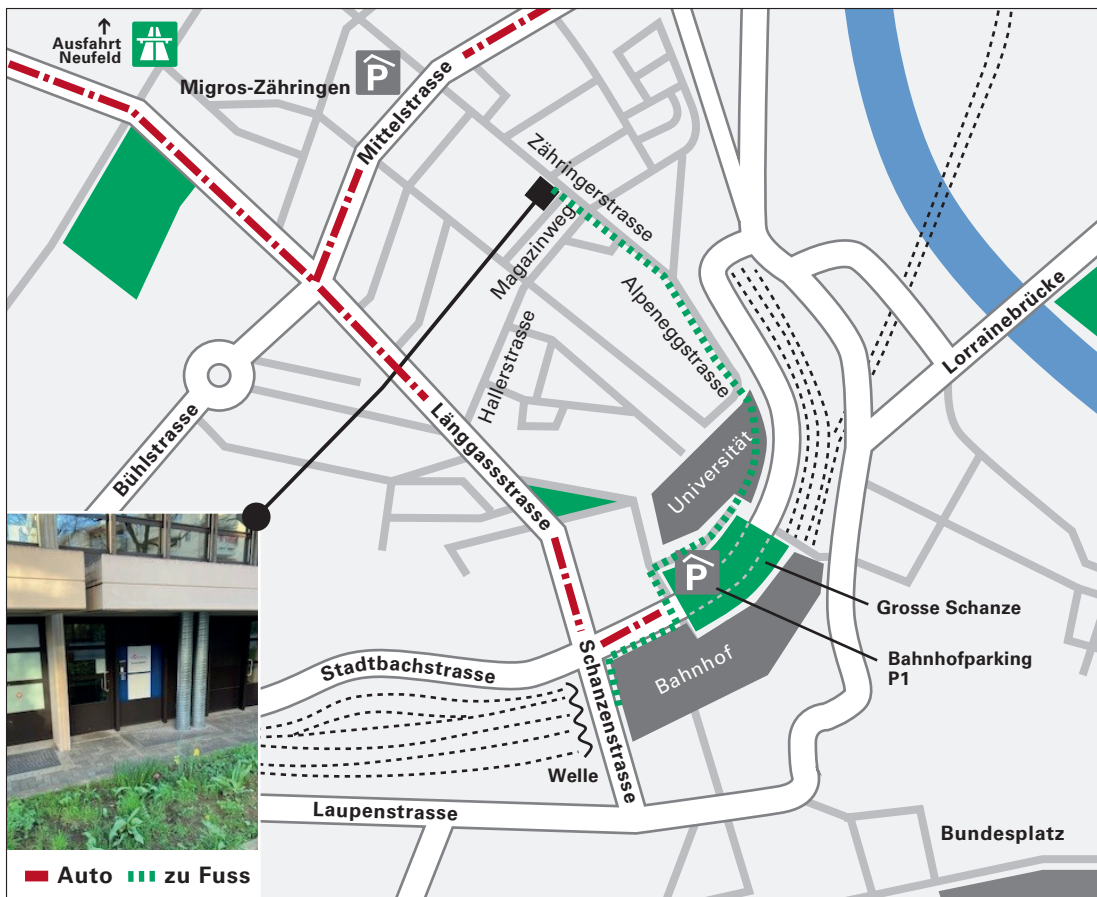 Ausfahrt
Neufeld
Migros-Zähringen
P
Mittelstrasse
Zähringerstrasse
Magazinweg
Alpeneggstrasse
Hallerstrasse
Lorrainebrücke
Länggassstrasse
Bühlstrasse
Universität
P
Grosse Schanze
Bahnhofparking
P1
Bahnhof
Stadtbachstrasse
Schanzenstrasse
Welle
Laupenstrasse
Bundesplatz
Auto
zu Fuss